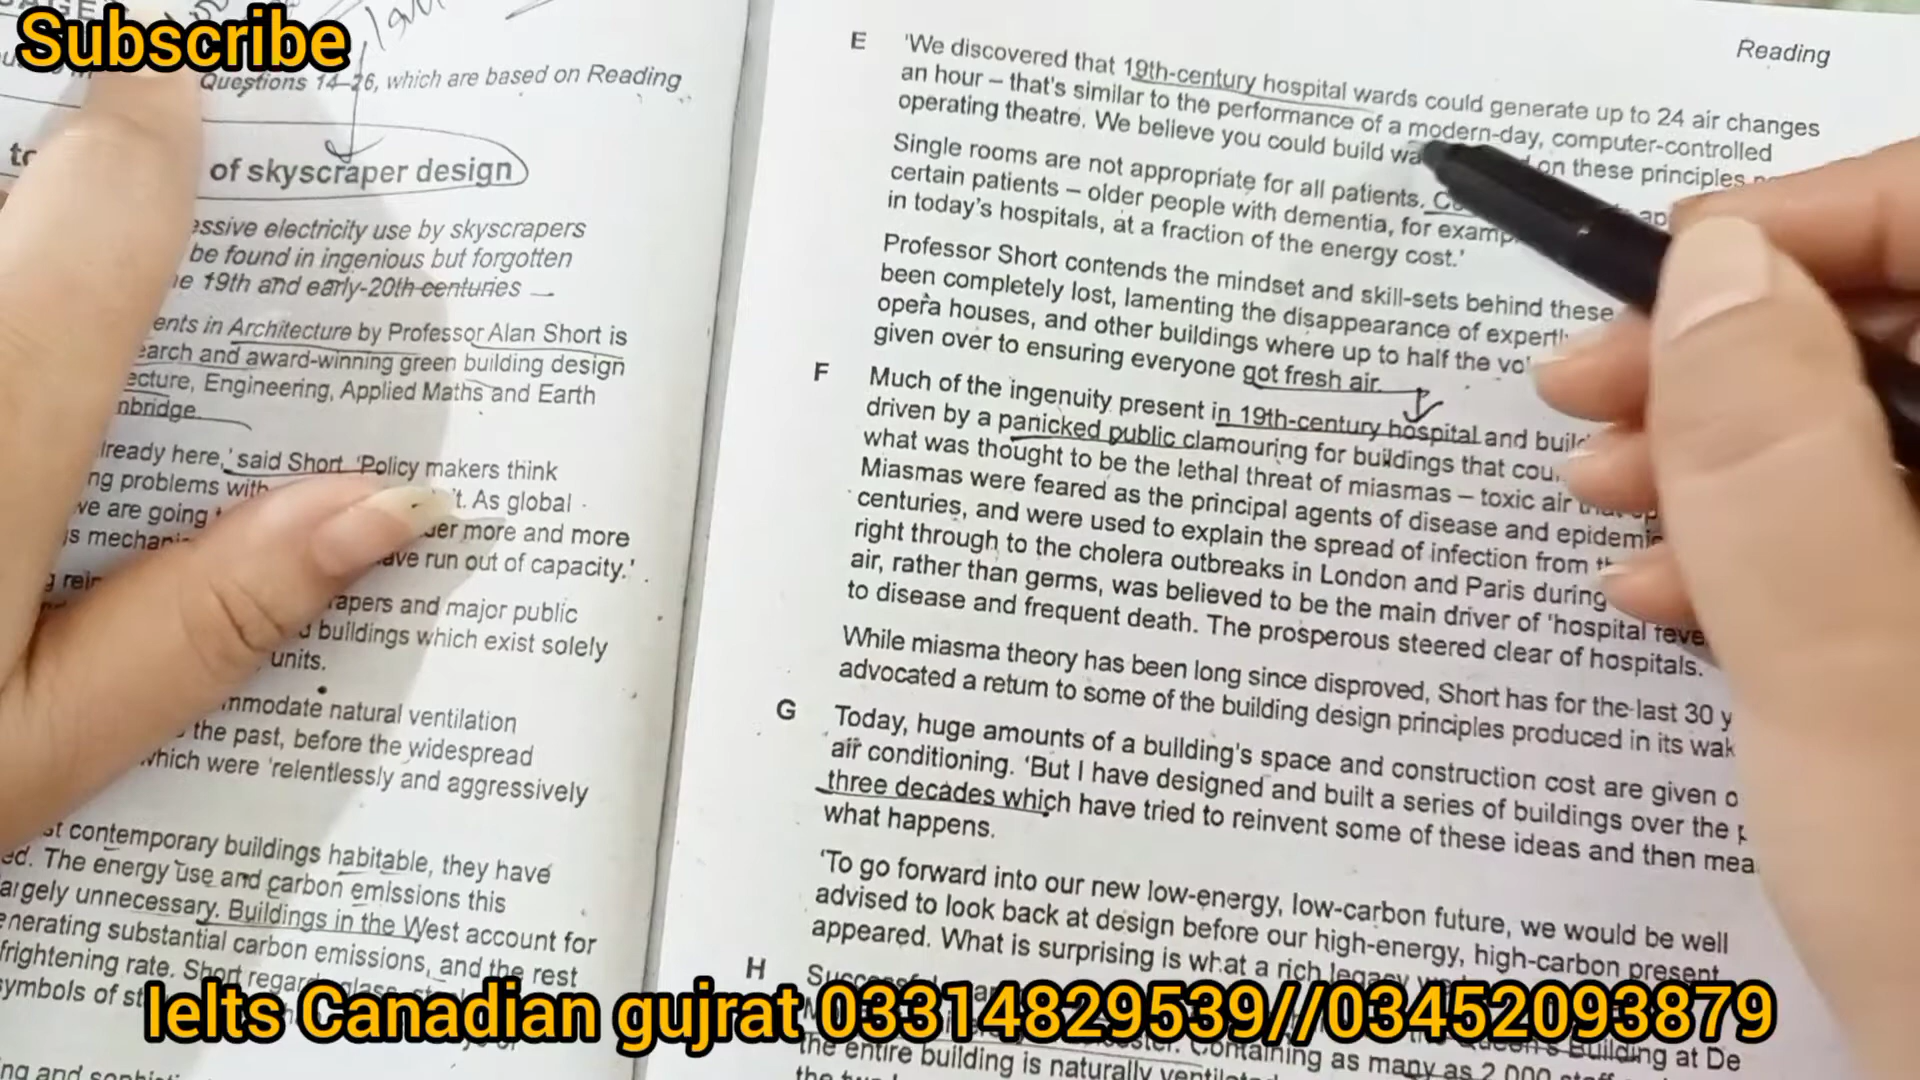 Subscribe
Questions 14–26, which are based on Reading
of skyscraper design
essive electricity use by skyscrapers
be found in ingenious but forgotten
19th and early-20th-centuries —
ents in Architecture by Professor Alan Short is
earch and award-winning green building design
ecture, Engineering, Applied Maths and Earth
nbridge.
lready here,' said Short. 'Policy makers think
ng problems with 't. As global
we are going more and more
s mechani ave run out of capacity.'
rapers and major public
buildings which exist solely
units.
mmodate natural ventilation
the past, before the widespread
which were 'relentlessly and aggressively
st contemporary buildings habitable, they have
ed. The energy use and carbon emissions this
argely unnecessary. Buildings in the West account for
enerating substantial carbon emissions, and the rest
frightening rate. Short regar
symbols of st
Reading
E 'We discovered that 19th-century hospital wards could generate up to 24 air changes
an hour – that's similar to the performance of a modern-day, computer-controlled
operating theatre. We believe you could build wa on these principles
Single rooms are not appropriate for all patients.
certain patients – older people with dementia, for examp
in today's hospitals, at a fraction of the energy cost.'
Professor Short contends the mindset and skill-sets behind these
been completely lost, lamenting the disappearance of experti
opera houses, and other buildings where up to half the vo
given over to ensuring everyone got fresh air.
F Much of the ingenuity present in 19th-century hospital and build
driven by a panicked public clamouring for buildings that cou
what was thought to be the lethal threat of miasmas – toxic air
Miasmas were feared as the principal agents of disease and epidemic
centuries, and were used to explain the spread of infection from th
right through to the cholera outbreaks in London and Paris during
air, rather than germs, was believed to be the main driver of 'hospital feve
to disease and frequent death. The prosperous steered clear of hospitals.
While miasma theory has been long since disproved, Short has for the last 30 y
advocated a return to some of the building design principles produced in its wak
G Today, huge amounts of a building's space and construction cost are given o
air conditioning. 'But I have designed and built a series of buildings over the p
three decades which have tried to reinvent some of these ideas and then mea
what happens.
'To go forward into our new low-energy, low-carbon future, we would be well
advised to look back at design before our high-energy, high-carbon present
appeared. What is surprising is what a rich legacy we
H
Ielts Canadian gujrat 03314829539//03452093879
Queen's Building at De
Containing as many as 2,000
the entire building is naturally ventilat